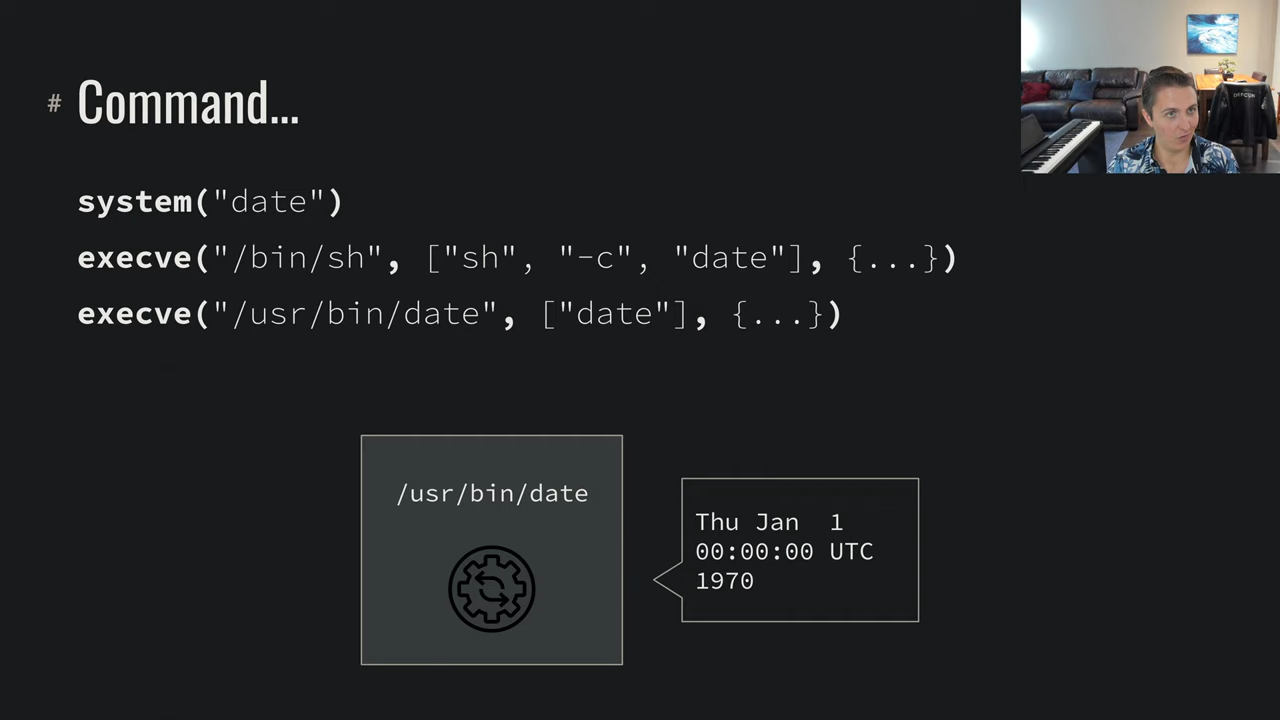 # Command...
system("date")
execve("/bin/sh", ["sh", "-c", "date"], {...})
execve("/usr/bin/date", ["date"], {...})
/usr/bin/date
Thu Jan  1
00:00:00 UTC
1970
DEFCON